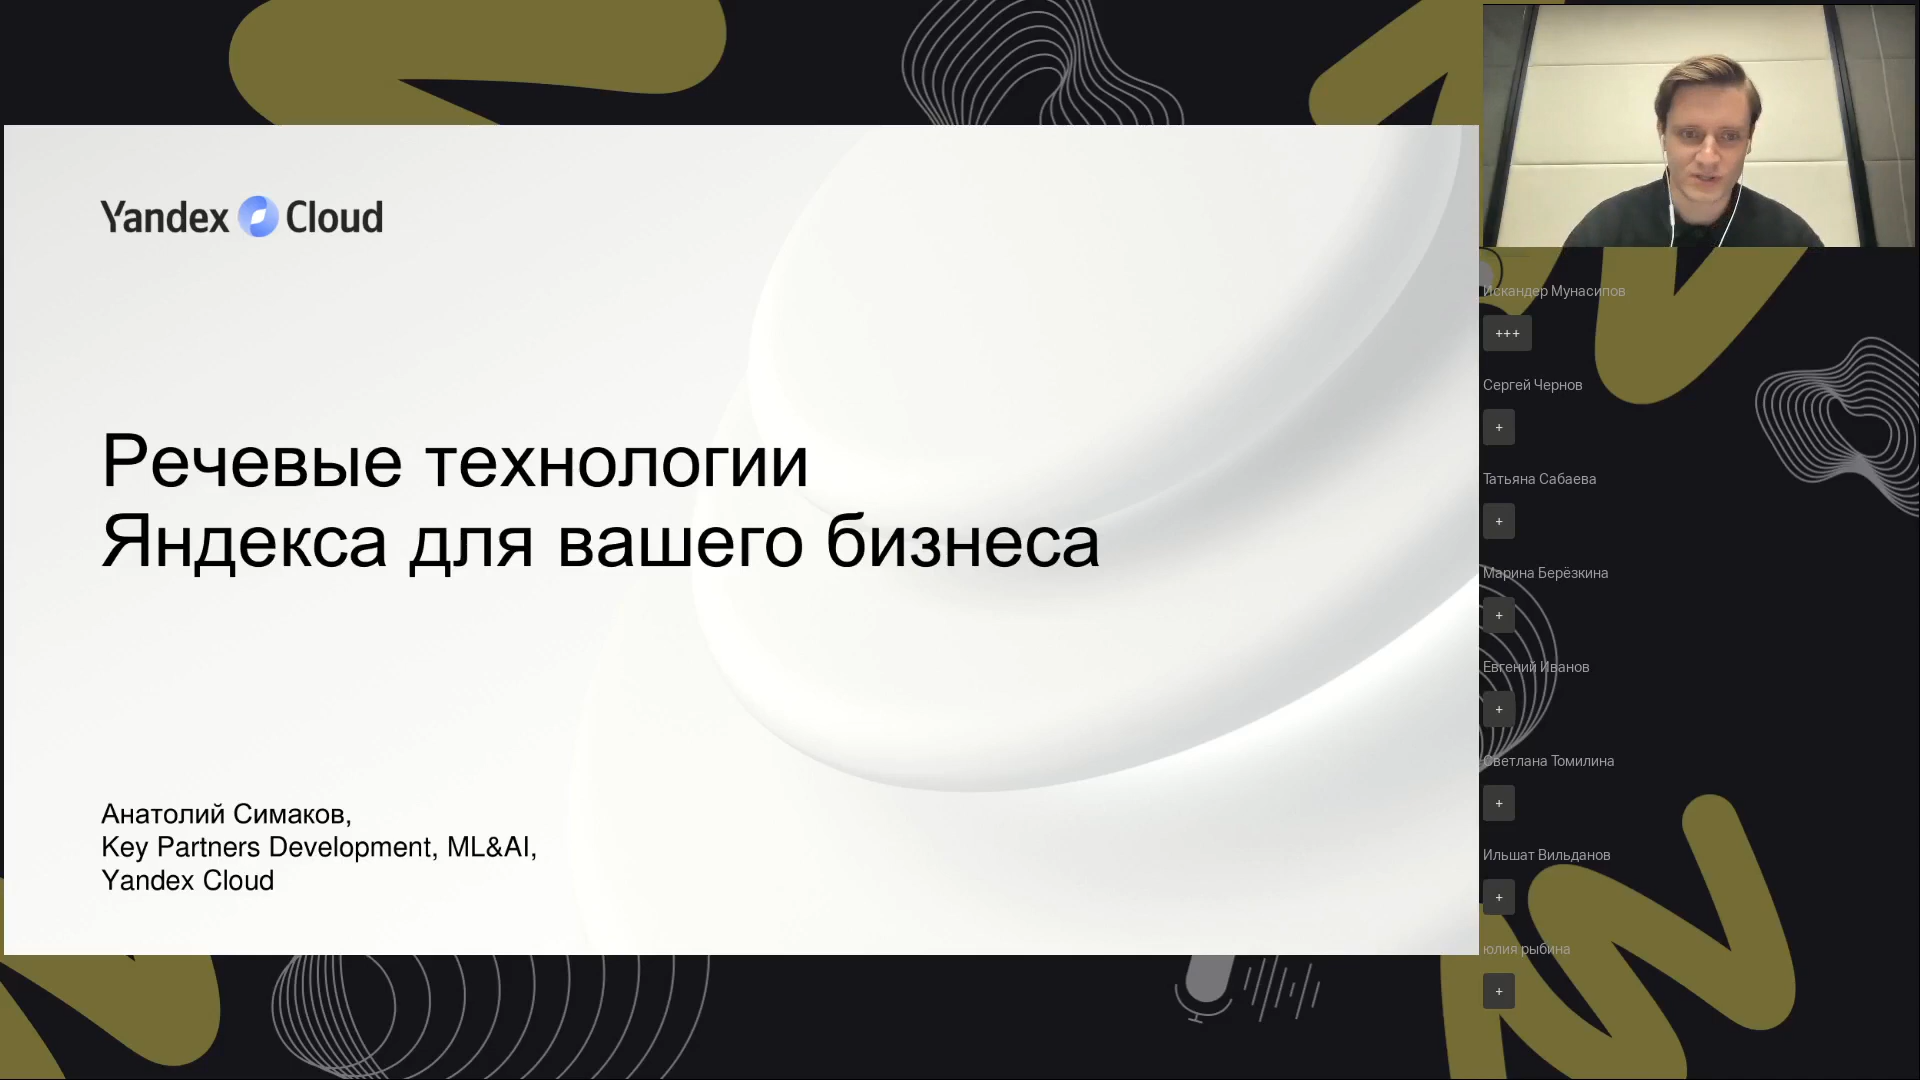 Yandex Cloud
Речевые технологии
Яндекса для вашего бизнеса
Анатолий Симаков,
Key Partners Development, ML&AI,
Yandex Cloud
Искандер Мунасипов
+++
Сергей Чернов
+
Татьяна Сабаева
+
Марина Берёзкина
+
Евгений Иванов
+
Светлана Томилина
+
Ильшат Вильданов
+
юлия рыбина
+